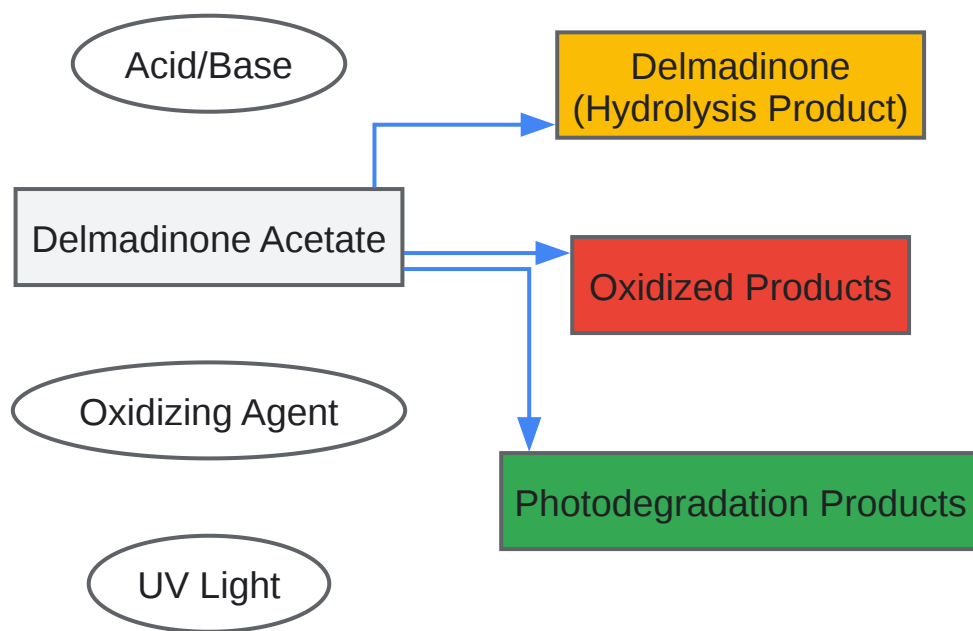 Acid/Base
Delmadinone
(Hydrolysis Product)
Delmadinone Acetate
Oxidized Products
Oxidizing Agent
Photodegradation Products
UV Light